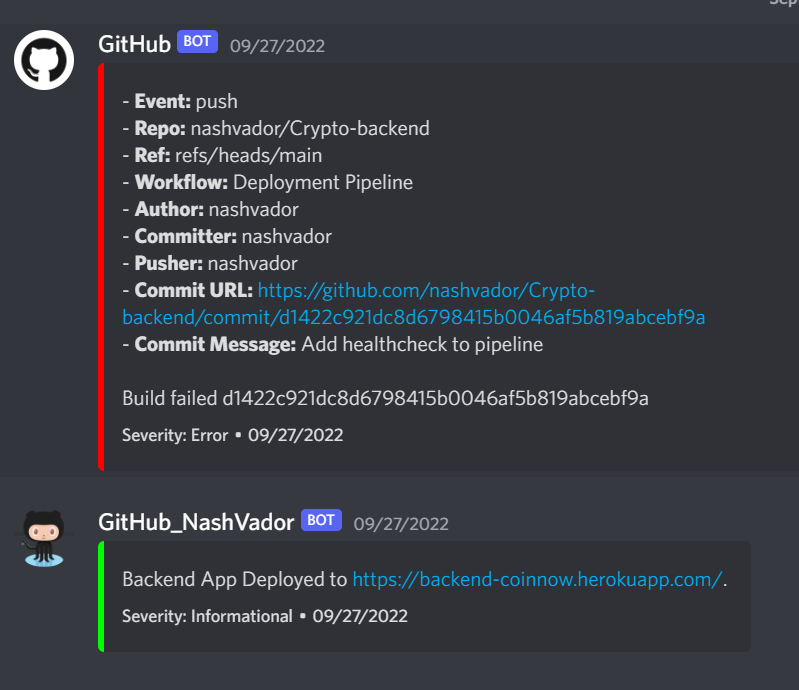 GitHub BOT 09/27/2022
- Event: push
- Repo: nashvador/Crypto-backend
- Ref: refs/heads/main
- Workflow: Deployment Pipeline
- Author: nashvador
- Committer: nashvador
- Pusher: nashvador
- Commit URL: https://github.com/nashvador/Crypto-
backend/commit/d1422c921dc8d6798415b0046af5b819abcebf9a
- Commit Message: Add healthcheck to pipeline
Build failed d1422c921dc8d6798415b0046af5b819abcebf9a
Severity: Error • 09/27/2022
GitHub_NashVador BOT 09/27/2022
Backend App Deployed to https://backend-coinnow.herokuapp.com/.
Severity: Informational • 09/27/2022